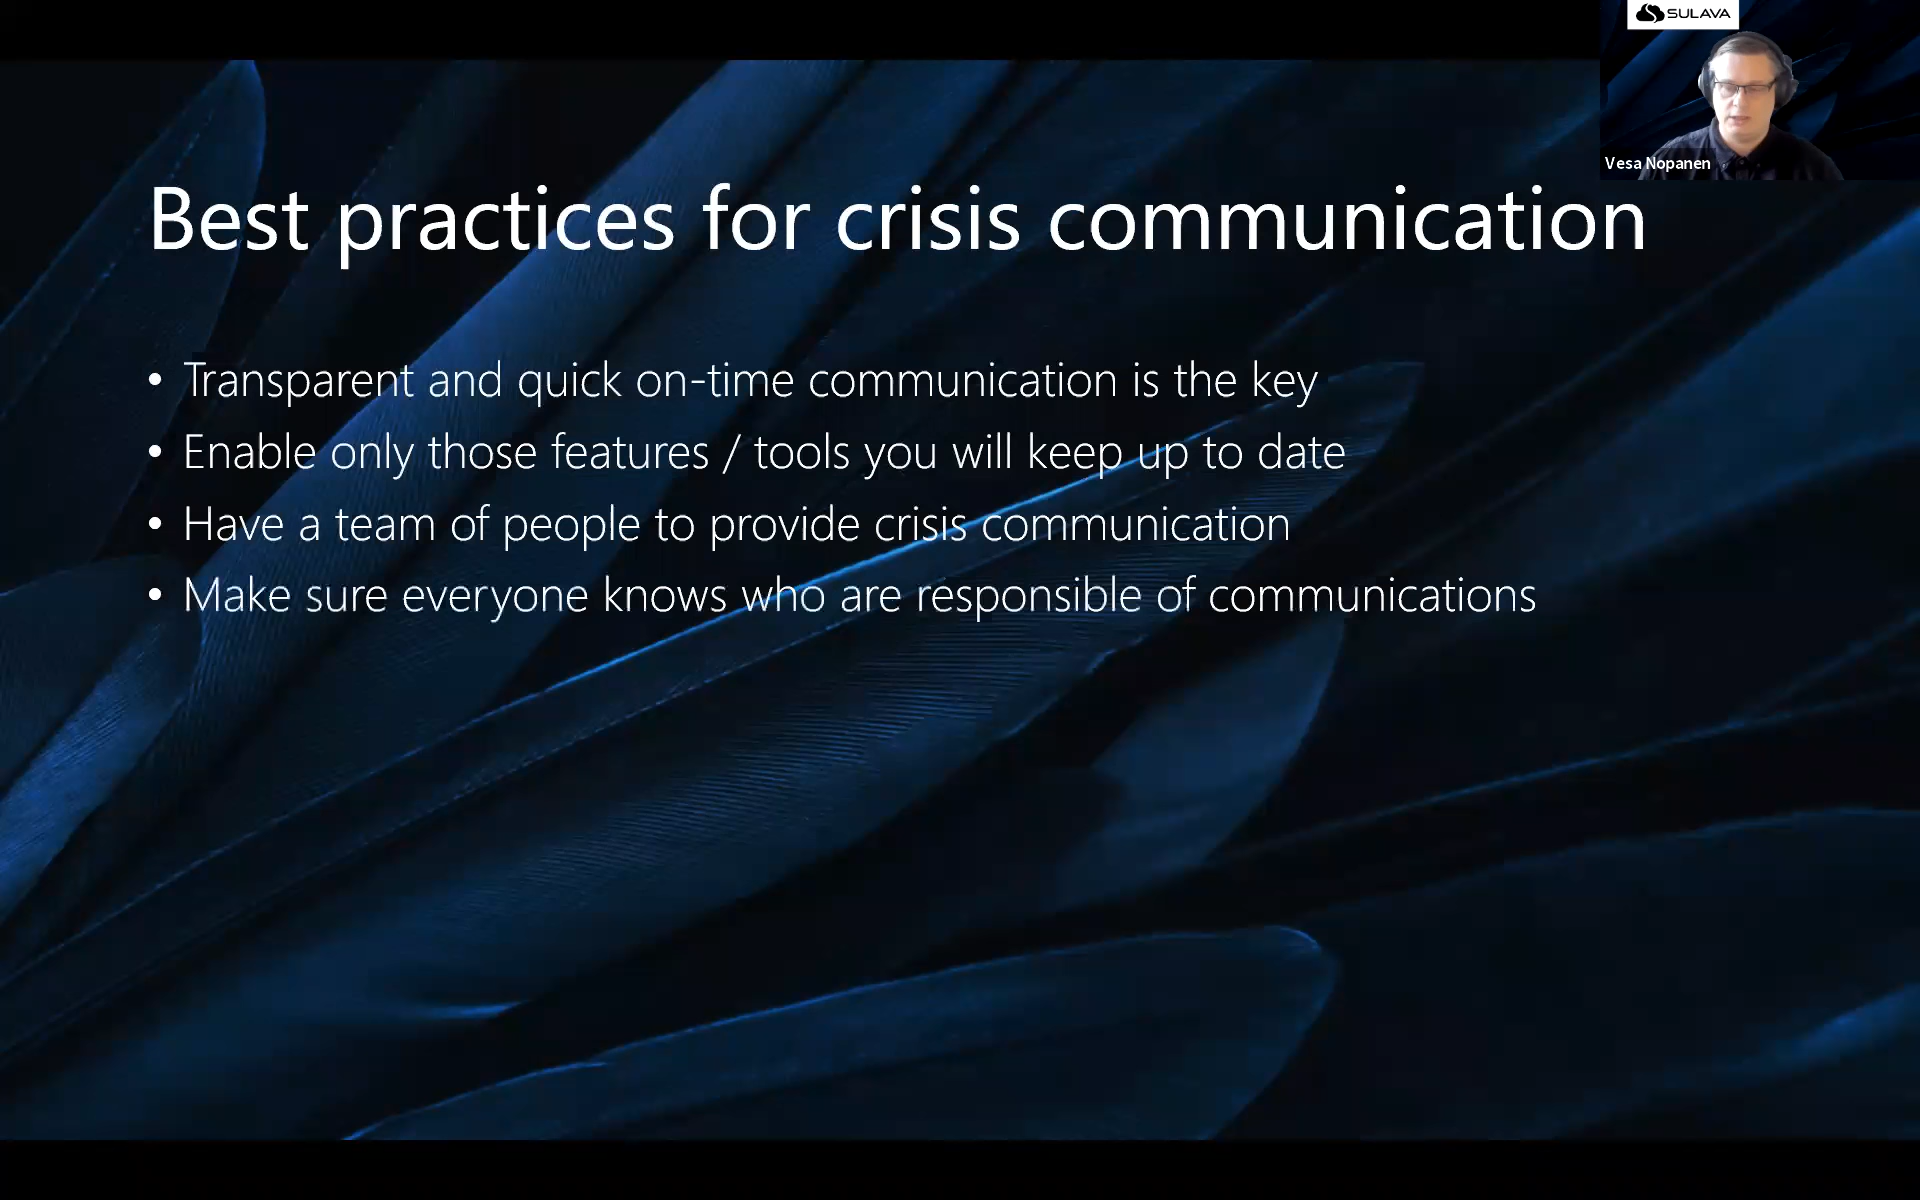 SULAVA
Vesa Nopanen
Best practices for crisis communication
• Transparent and quick on-time communication is the key
• Enable only those features / tools you will keep up to date
• Have a team of people to provide crisis communication
• Make sure everyone knows who are responsible of communications